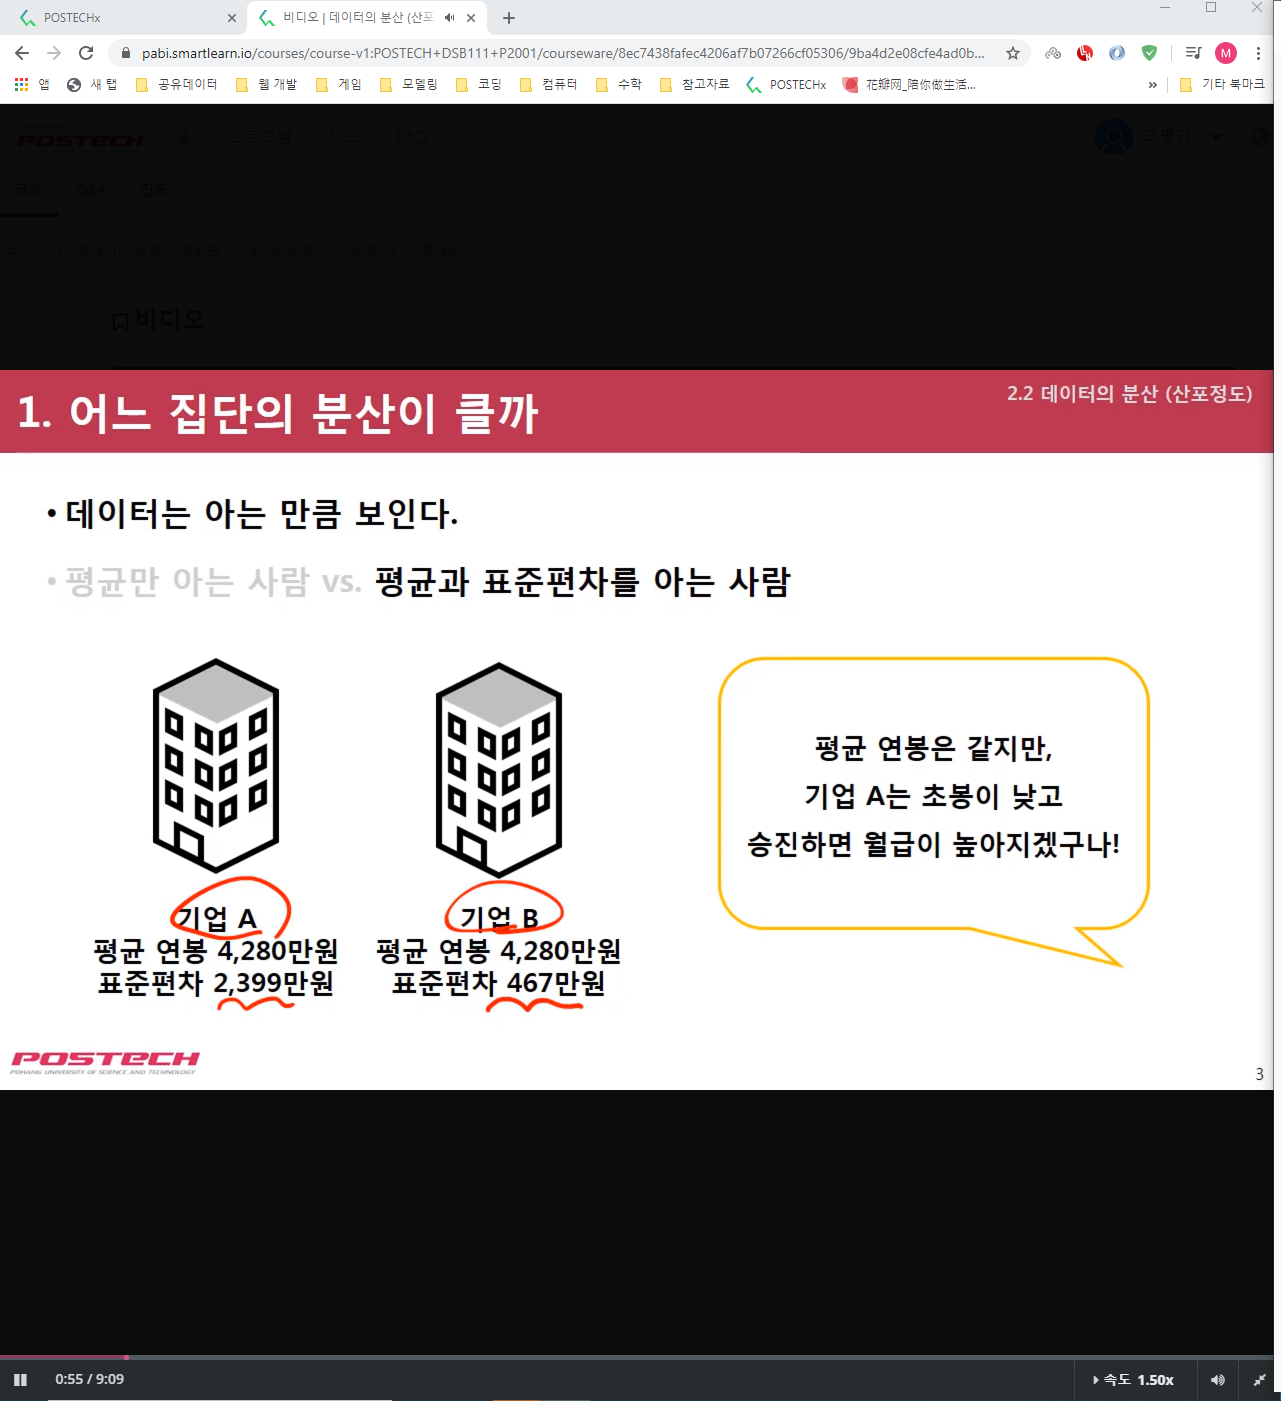 POSTECHx
비디오 | 데이터의 분산 (산포
pabi.smartlearn.io/courses/course-v1:POSTECH+DSB111+P2001/courseware/8ec7438fafec4206af7b07266cf05306/9ba4d2e08cfe4ad0b...
M
앱 새 탭 공유데이터 웹 개발 게임 모델링 코딩 컴퓨터 수학 참고자료 POSTECHx 花瓣网_陪你做生活... » 기타 북마크
POSTECH 홈 프로그램 뉴스 FAQ 고명인
코스 Q&A 진도
비디오
1. 어느 집단의 분산이 클까
2.2 데이터의 분산 (산포정도)
• 데이터는 아는 만큼 보인다.
• 평균만 아는 사람 vs. 평균과 표준편차를 아는 사람
기업 A
평균 연봉 4,280만원
표준편차 2,399만원
기업 B
평균 연봉 4,280만원
표준편차 467만원
평균 연봉은 같지만,
기업 A는 초봉이 낮고
승진하면 월급이 높아지겠구나!
POSTECH
POHANG UNIVERSITY OF SCIENCE AND TECHNOLOGY
3
0:55 / 9:09
속도 1.50x